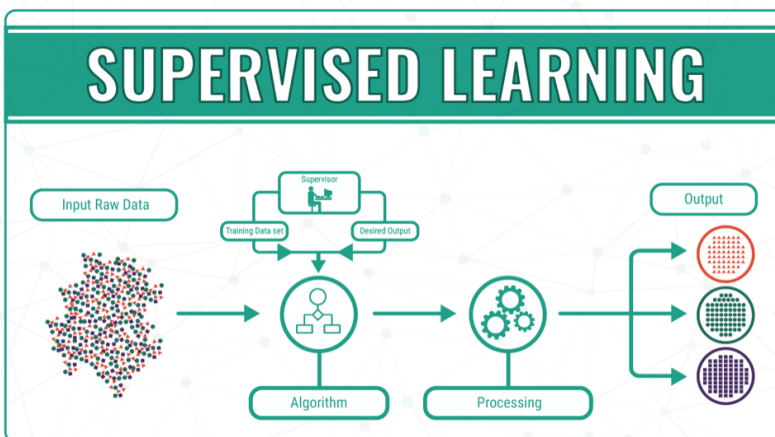 SUPERVISED LEARNING
Supervisor
Input Raw Data
Output
Training Data set
Desired Output
Algorithm
Processing